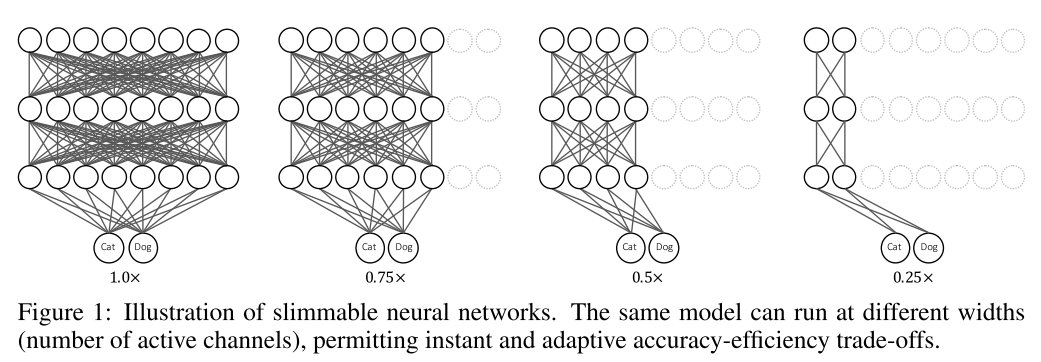 Cat Dog Cat Dog Cat Dog Cat Dog
1.0× 0.75× 0.5× 0.25×
Figure 1: Illustration of slimmable neural networks. The same model can run at different widths
(number of active channels), permitting instant and adaptive accuracy-efficiency trade-offs.